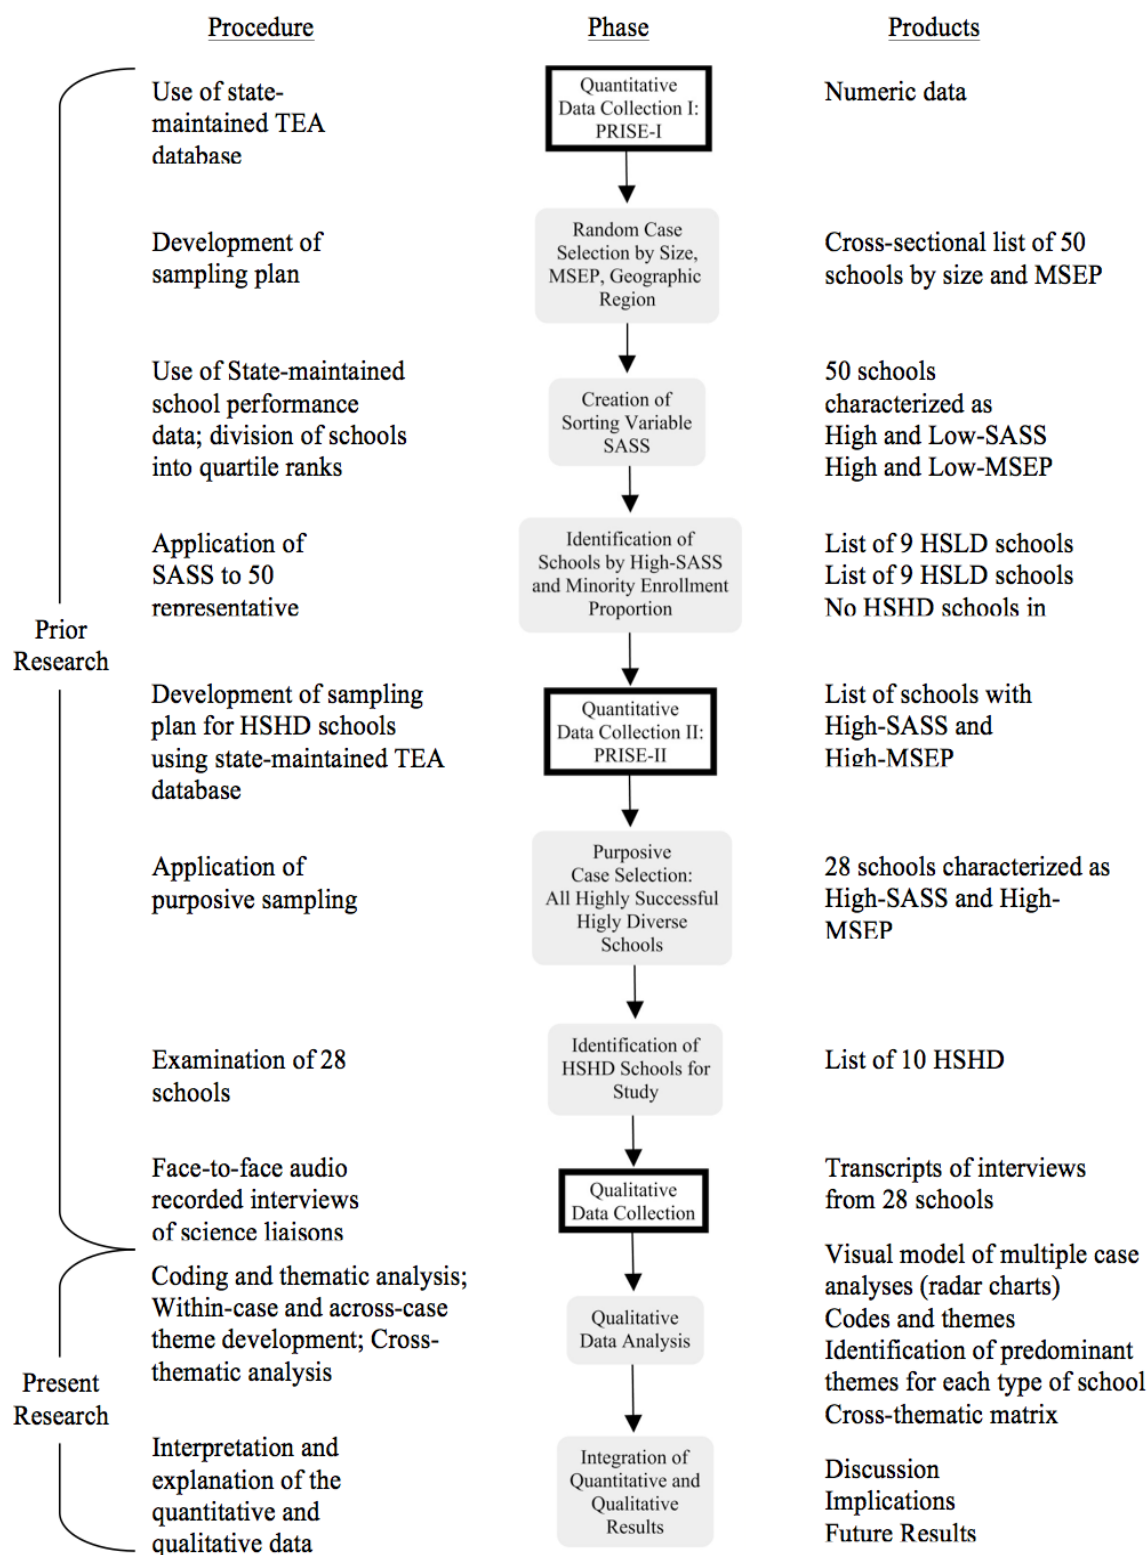 Procedure
Phase
Products
Use of state-
maintained TEA
database
Quantitative
Data Collection I:
PRISE-I
Numeric data
Development of
sampling plan
Random Case
Selection by Size,
MSEP, Geographic
Region
Cross-sectional list of 50
schools by size and MSEP
Use of State-maintained
school performance
data; division of schools
into quartile ranks
Creation of
Sorting Variable
SASS
50 schools
characterized as
High and Low-SASS
High and Low-MSEP
Application of
SASS to 50
representative
Identification of
Schools by High-SASS
and Minority Enrollment
Proportion
List of 9 HSLD schools
List of 9 HSLD schools
No HSHD schools in
Prior
Research
Development of sampling
plan for HSHD schools
using state-maintained TEA
database
Quantitative
Data Collection II:
PRISE-II
List of schools with
High-SASS and
High-MSEP
Application of
purposive sampling
Purposive
Case Selection:
All Highly Successful
Higly Diverse
Schools
28 schools characterized as
High-SASS and High-
MSEP
Examination of 28
schools
Identification of
HSHD Schools for
Study
List of 10 HSHD
Face-to-face audio
recorded interviews
of science liaisons
Qualitative
Data Collection
Transcripts of interviews
from 28 schools
Coding and thematic analysis;
Within-case and across-case
theme development; Cross-
thematic analysis
Qualitative
Data Analysis
Visual model of multiple case
analyses (radar charts)
Codes and themes
Identification of predominant
themes for each type of school
Cross-thematic matrix
Present
Research
Interpretation and
explanation of the
quantitative and
qualitative data
Integration of
Quantitative and
Qualitative
Results
Discussion
Implications
Future Results